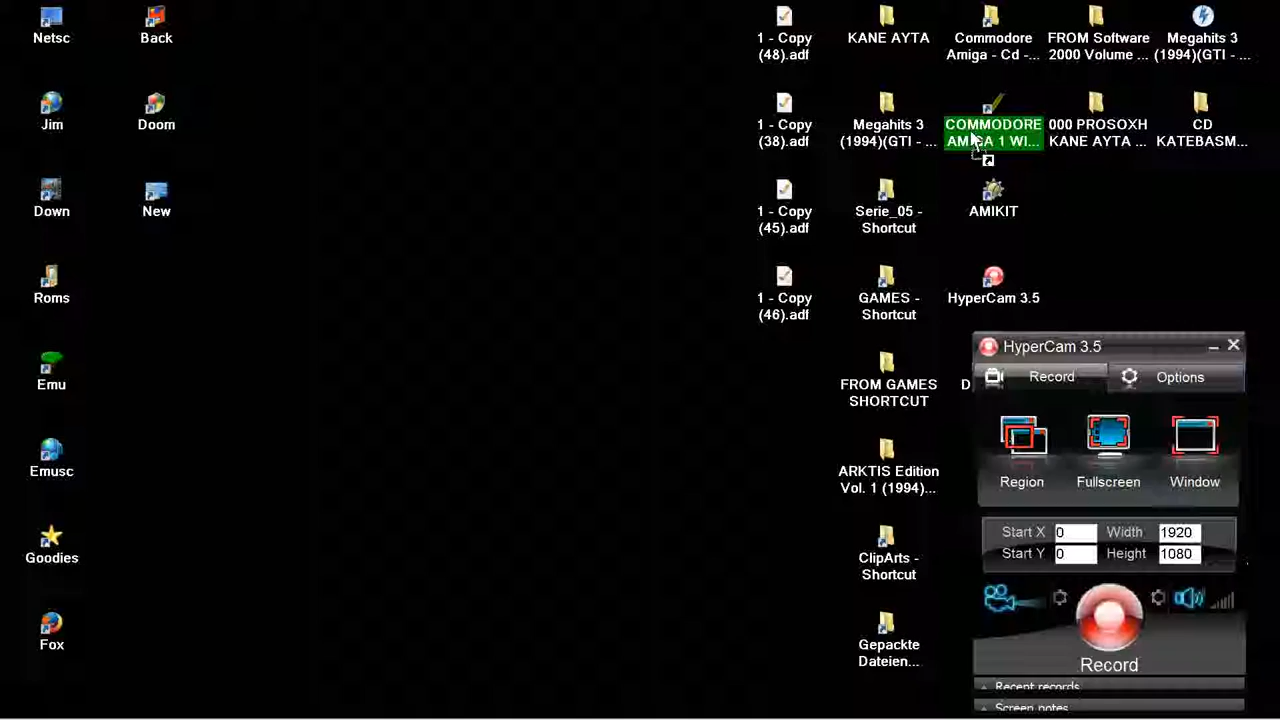 Netsc
Back
1 - Copy
(48).adf
KANE AYTA
Commodore
Amiga - Cd -...
FROM Software
2000 Volume ...
Megahits 3
(1994)(GTI - ...
Jim
Doom
1 - Copy
(38).adf
Megahits 3
(1994)(GTI - ...
COMMODORE
AMIGA 1 WI...
000 PROSOXH
KANE AYTA ...
CD
KATEBASM...
Down
New
1 - Copy
(45).adf
Serie_05 -
Shortcut
AMIKIT
Roms
1 - Copy
(46).adf
GAMES -
Shortcut
HyperCam 3.5
Emu
FROM GAMES
SHORTCUT
D
Emusc
ARKTIS Edition
Vol. 1 (1994)...
Goodies
ClipArts -
Shortcut
Fox
Gepackte
Dateien...
HyperCam 3.5
Record
Options
Region
Fullscreen
Window
Start X 0 Width 1920
Start Y 0 Height 1080
Record
Recent records
Screen notes